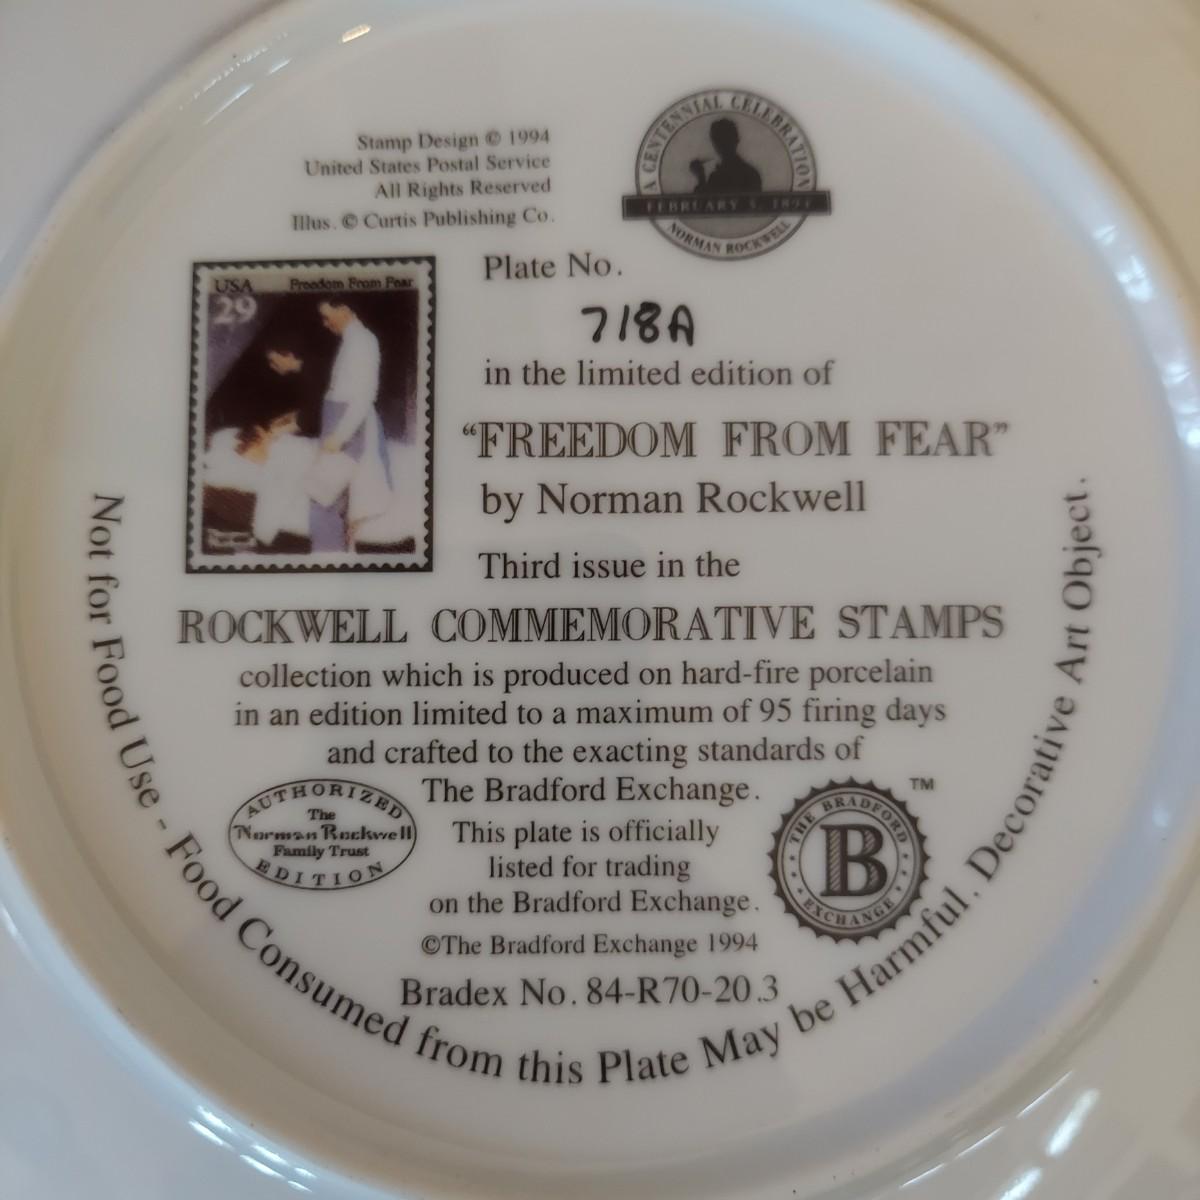 Stamp Design © 1994
United States Postal Service
All Rights Reserved
Illus. © Curtis Publishing Co.
A CENTENNIAL CELEBRATION
FEBRUARY 3, 1894
NORMAN ROCKWELL
USA Freedom From Fear
29
Plate No.
718A
in the limited edition of
“FREEDOM FROM FEAR”
by Norman Rockwell
Third issue in the
ROCKWELL COMMEMORATIVE STAMPS
collection which is produced on hard-fire porcelain
in an edition limited to a maximum of 95 firing days
and crafted to the exacting standards of
The Bradford Exchange.
This plate is officially
listed for trading
on the Bradford Exchange.
©The Bradford Exchange 1994
Bradex No. 84-R70-20.3
AUTHORIZED
The
Norman Rockwell
Family Trust
EDITION
TM
THE BRADFORD
B
EXCHANGE
Not for Food Use - Food Consumed from this Plate May be Harmful. Decorative Art Object.